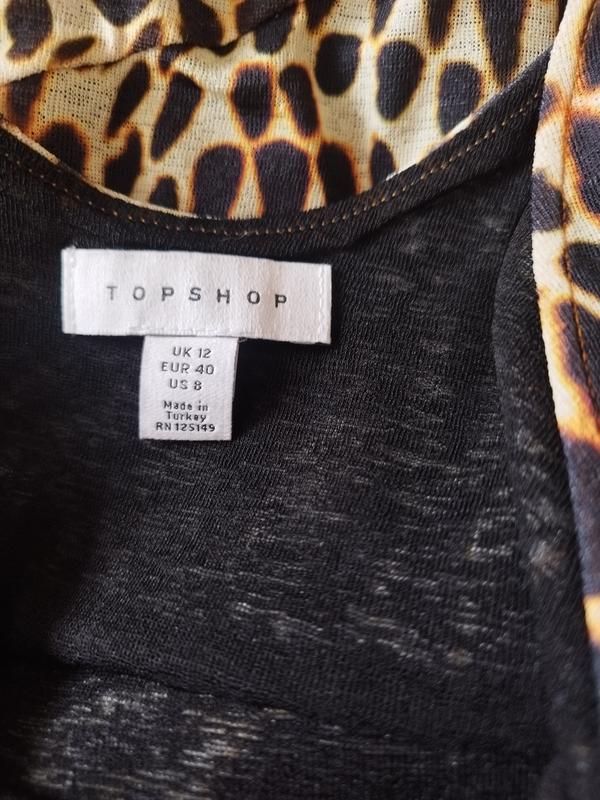 TOPSHOP
UK 12
EUR 40
US 8
Made in
Turkey
RN 125149